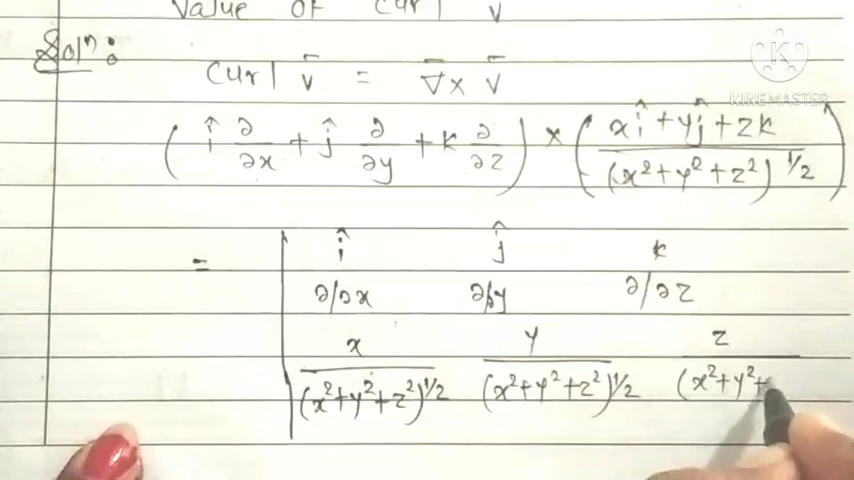 Value of curl v
Solⁿ:
curl v̄ = ∇̄ x v̄
KINEMASTER
( î ∂/∂x + ĵ ∂/∂y + k ∂/∂z ) × ( xî + yĵ + zk / (x² + y² + z²)^1/2 )
= | î ĵ k
∂/∂x ∂/∂y ∂/∂z
x/(x²+y²+z²)^1/2 y/(x²+y²+z²)^1/2 z/(x²+y²+